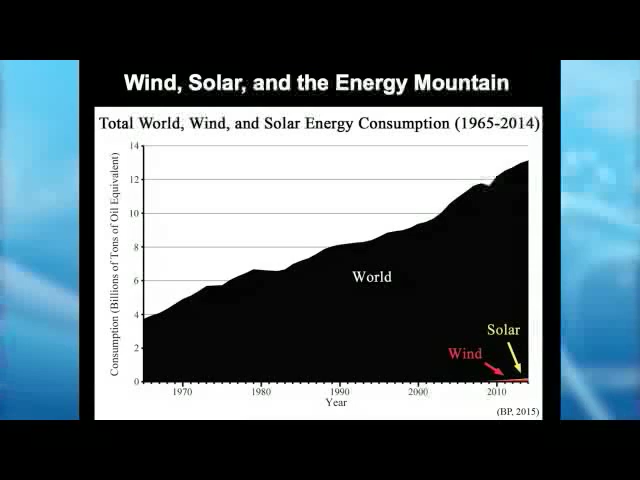 Wind, Solar, and the Energy Mountain
Total World, Wind, and Solar Energy Consumption (1965-2014)
Consumption (Billions of Tons of Oil Equivalent)
14
12
10
8
6
4
2
0
World
Solar
Wind
1970 1980 1990 2000 2010
Year
(BP, 2015)